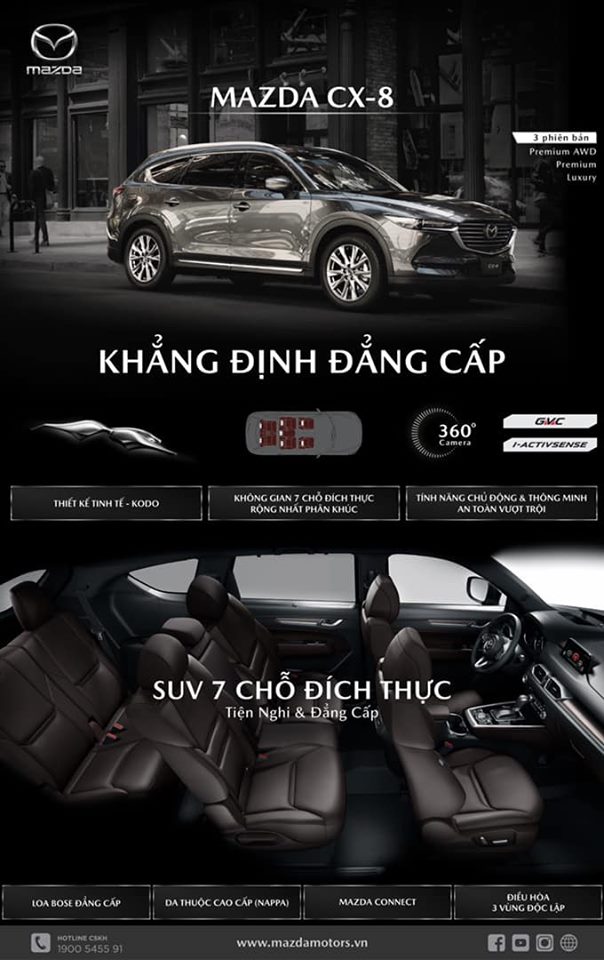 mazda
MAZDA CX-8
3 phiên bản
Premium AWD
Premium
Luxury
KHẲNG ĐỊNH ĐẲNG CẤP
360°
Camera
GVC
i-ACTIVSENSE
THIẾT KẾ TINH TẾ - KODO
KHÔNG GIAN 7 CHỖ ĐÍCH THỰC
RỘNG NHẤT PHÂN KHÚC
TÍNH NĂNG CHỦ ĐỘNG & THÔNG MINH
AN TOÀN VƯỢT TRỘI
SUV 7 CHỖ ĐÍCH THỰC
Tiện Nghi & Đẳng Cấp
LOA BOSE ĐẲNG CẤP
DA THUỘC CAO CẤP (NAPPA)
MAZDA CONNECT
ĐIỀU HÒA
3 VÙNG ĐỘC LẬP
HOTLINE CSKH
1900 5455 91
www.mazdamotors.vn